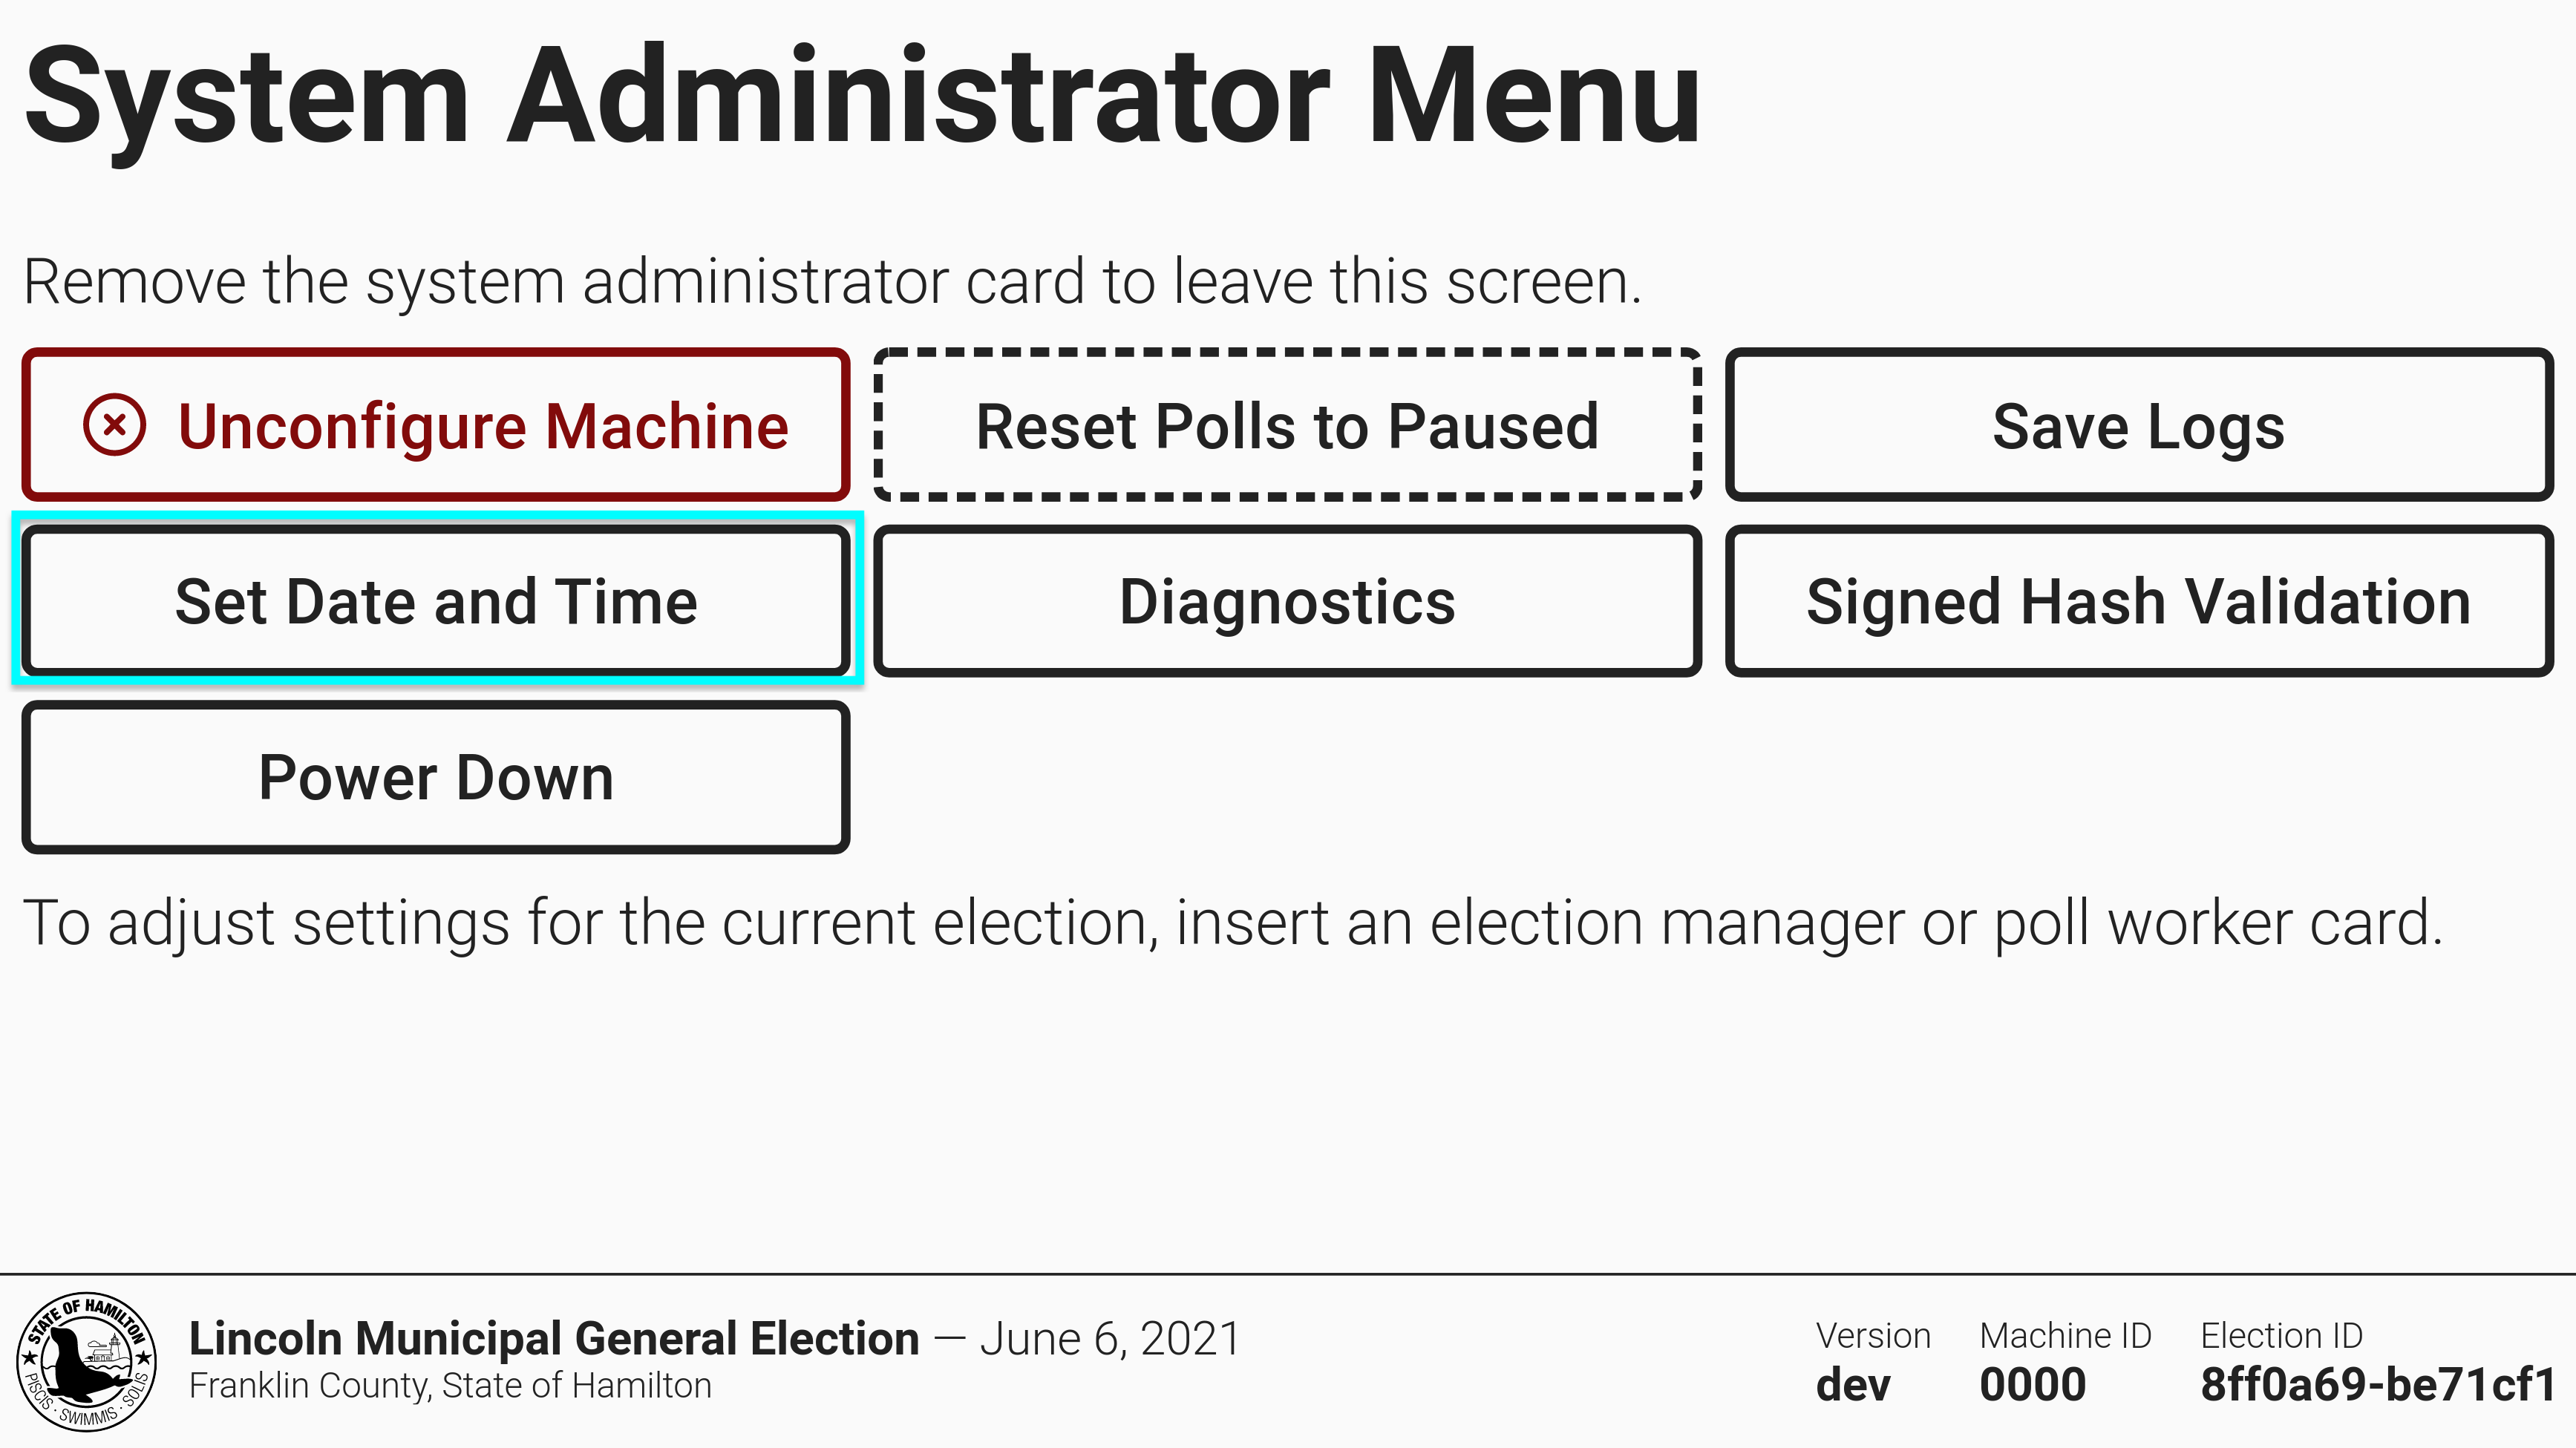 System Administrator Menu
Remove the system administrator card to leave this screen.
Unconfigure Machine
Reset Polls to Paused
Save Logs
Set Date and Time
Diagnostics
Signed Hash Validation
Power Down
To adjust settings for the current election, insert an election manager or poll worker card.
STATE OF HAMILTON
PISCIS · SWIMMIS · SOLIS
Lincoln Municipal General Election — June 6, 2021
Franklin County, State of Hamilton
Version
dev
Machine ID
0000
Election ID
8ff0a69-be71cf1